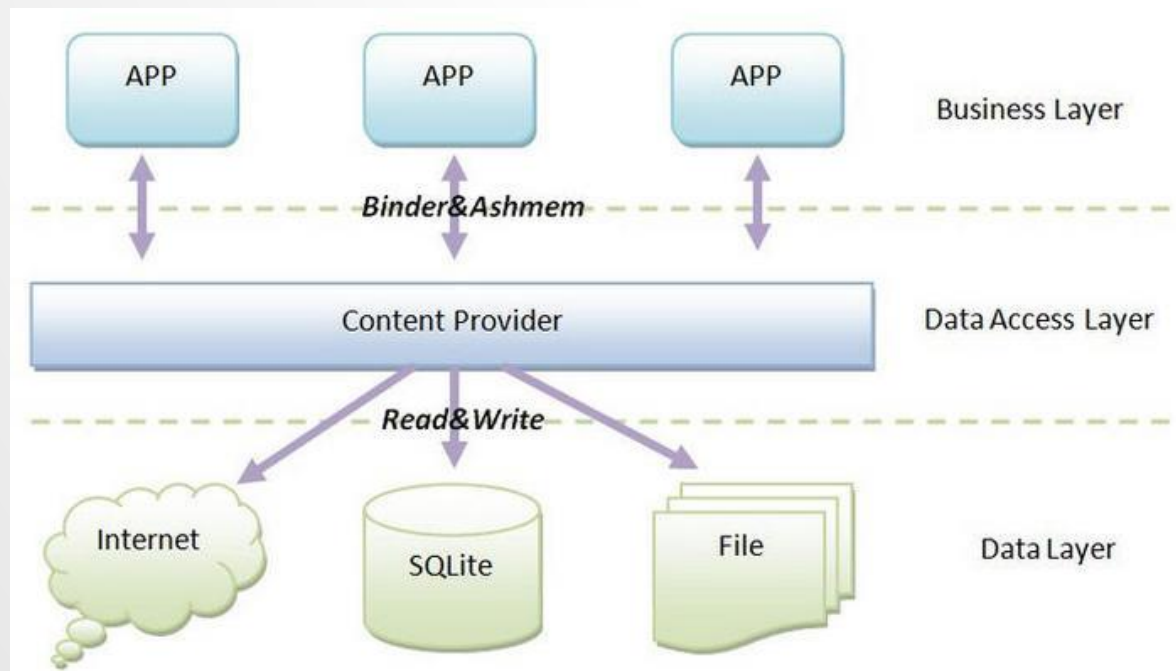 APP
APP
APP
Business Layer
Binder&Ashmem
Content Provider
Data Access Layer
Read&Write
Internet
SQLite
File
Data Layer